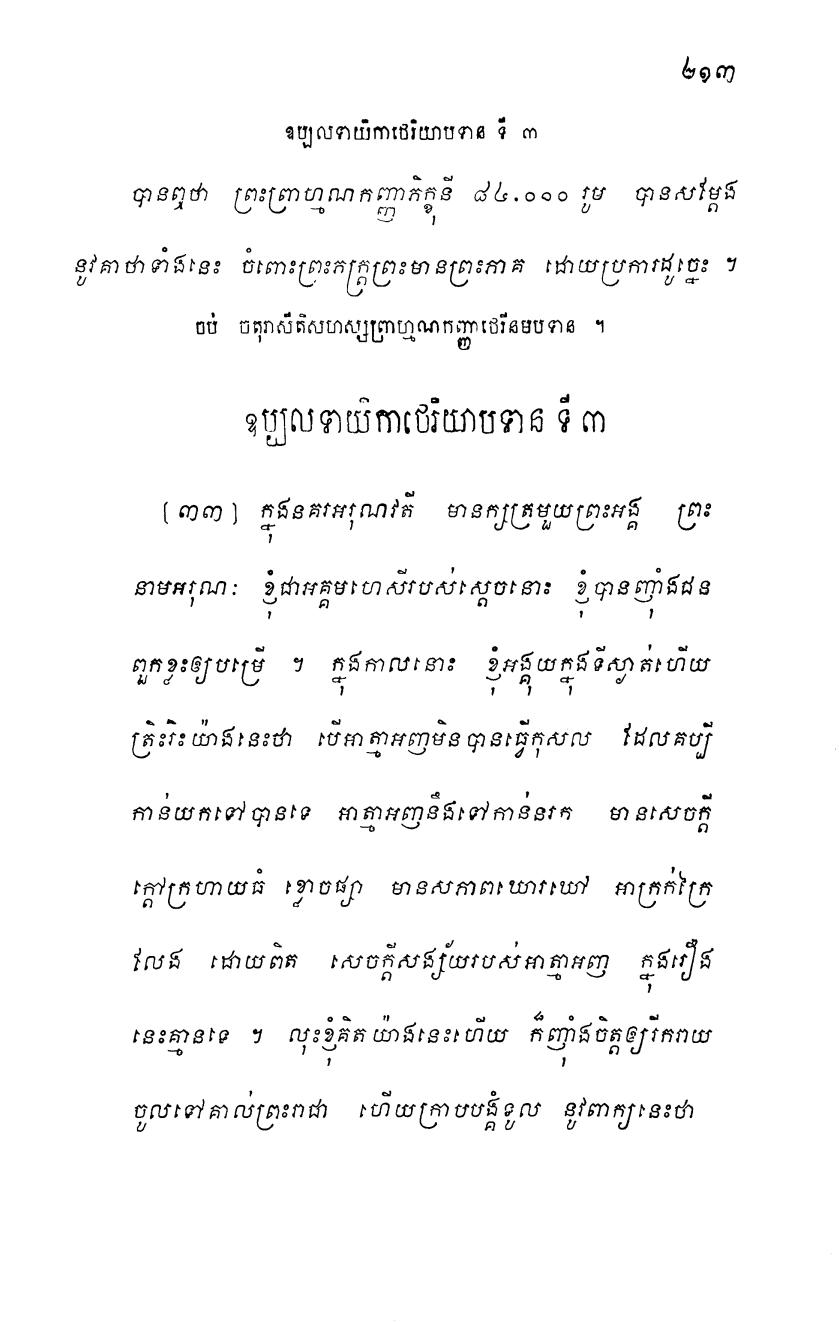 ២១៣
ឧប្បលទាយិកាថេរិយាបទាន ទី ៣
បានឮថា ព្រះព្រាហ្មណកញ្ញាភិក្ខុនី ៨៤.០០០ រូប បានសម្តែង
នូវគាថាទាំងនេះ ចំពោះព្រះភក្ត្រព្រះមានព្រះភាគ ដោយប្រការដូច្នេះ ។
ចប់ ចតុរាសីតិសហស្សព្រាហ្មណកញ្ញាថេរីនមបទាន ។
ឧប្បលទាយិកាថេរិយាបទាន ទី ៣
[ ៣៣ ] ក្នុងនគរអរុណវតី មានក្សត្រមួយព្រះអង្គ ព្រះ
នាមអរុណៈ ខ្ញុំជាអគ្គមហេសីរបស់ស្តេចនោះ ខ្ញុំបានញ៉ាំងជន
ពួកខ្លះឲ្យបម្រើ ។ ក្នុងកាលនោះ ខ្ញុំអង្គុយក្នុងទីស្ងាត់ហើយ
ត្រិះរិះយ៉ាងនេះថា បើអាត្មាអញមិនបានធ្វើកុសល ដែលគប្បី
កាន់យកទៅបានទេ អាត្មាអញនឹងទៅកាន់នរក មានសេចក្តី
ក្តៅក្រហាយធំ ខ្ទោចផ្សា មានសភាពឃោរឃៅ អាក្រក់ក្រៃ
លែង ដោយពិត សេចក្តីសង្ស័យរបស់អាត្មាអញ ក្នុងរឿង
នេះគ្មានទេ ។ លុះខ្ញុំគិតយ៉ាងនេះហើយ ក៏ញ៉ាំងចិត្តឲ្យរីករាយ
ចូលទៅគាល់ព្រះរាជា ហើយក្រាបបង្គំទូល នូវពាក្យនេះថា